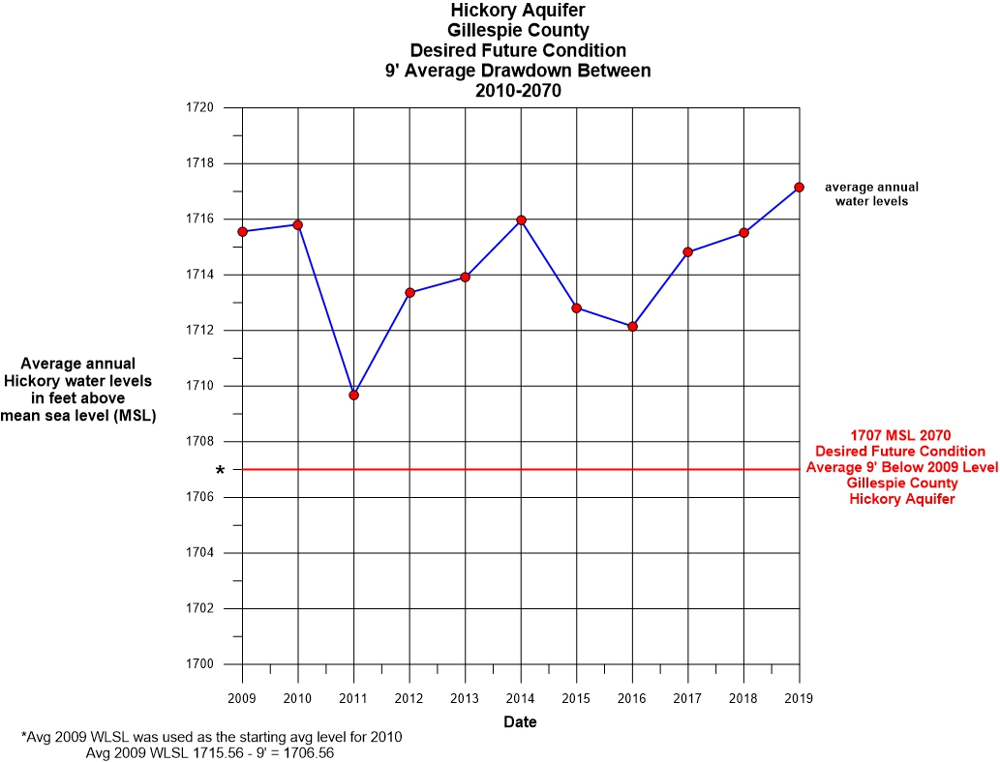 Hickory Aquifer
Gillespie County
Desired Future Condition
9' Average Drawdown Between
2010-2070
1720
1718
1716
1714
1712
1710
1708
1706
1704
1702
1700
average annual
water levels
Average annual
Hickory water levels
in feet above
mean sea level (MSL)
*
1707 MSL 2070
Desired Future Condition
Average 9' Below 2009 Level
Gillespie County
Hickory Aquifer
2009 2010 2011 2012 2013 2014 2015 2016 2017 2018 2019
Date
*Avg 2009 WLSL was used as the starting avg level for 2010
Avg 2009 WLSL 1715.56 - 9' = 1706.56